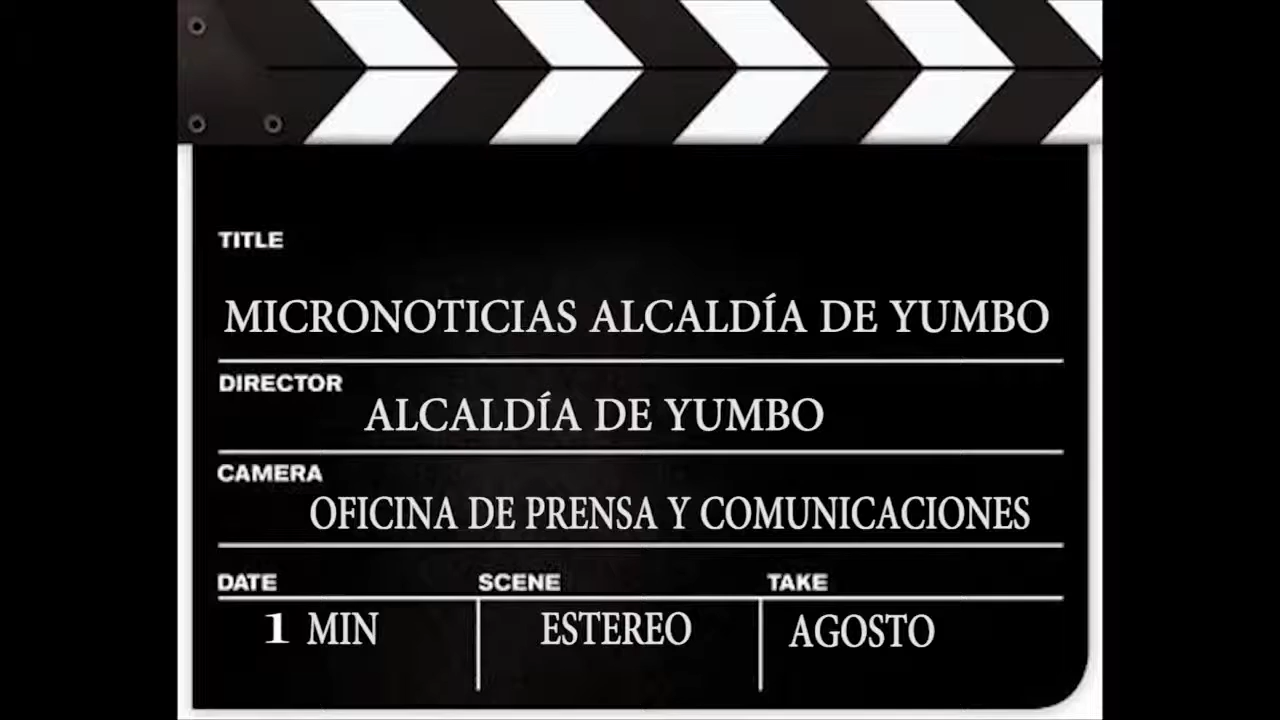 TITLE
MICRONOTICIAS ALCALDÍA DE YUMBO
DIRECTOR
ALCALDÍA DE YUMBO
CAMERA
OFICINA DE PRENSA Y COMUNICACIONES
DATE SCENE TAKE
1 MIN ESTEREO AGOSTO